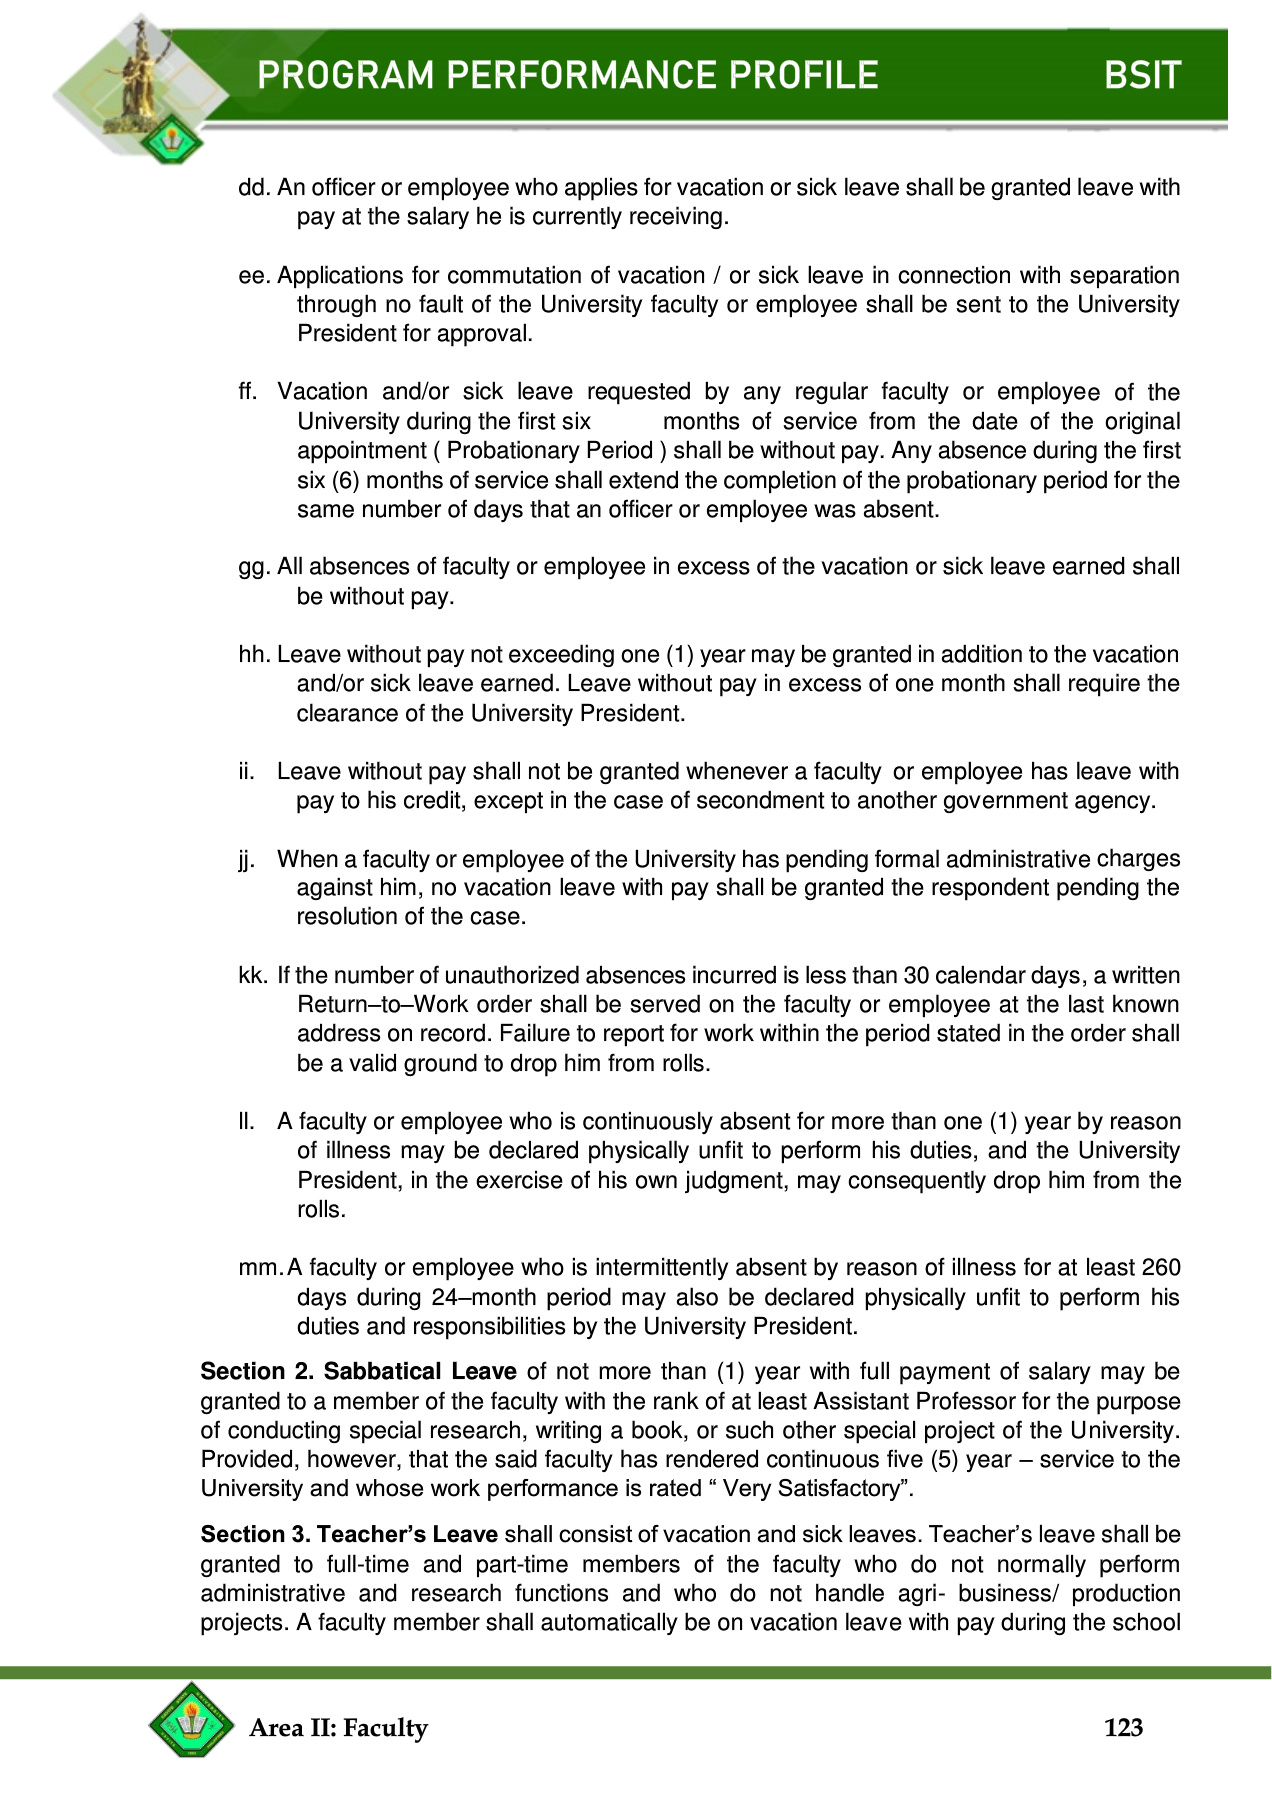 PROGRAM PERFORMANCE PROFILE BSIT
dd. An officer or employee who applies for vacation or sick leave shall be granted leave with
pay at the salary he is currently receiving.
ee. Applications for commutation of vacation / or sick leave in connection with separation
through no fault of the University faculty or employee shall be sent to the University
President for approval.
ff. Vacation and/or sick leave requested by any regular faculty or employee of the
University during the first six months of service from the date of the original
appointment ( Probationary Period ) shall be without pay. Any absence during the first
six (6) months of service shall extend the completion of the probationary period for the
same number of days that an officer or employee was absent.
gg. All absences of faculty or employee in excess of the vacation or sick leave earned shall
be without pay.
hh. Leave without pay not exceeding one (1) year may be granted in addition to the vacation
and/or sick leave earned. Leave without pay in excess of one month shall require the
clearance of the University President.
ii. Leave without pay shall not be granted whenever a faculty or employee has leave with
pay to his credit, except in the case of secondment to another government agency.
jj. When a faculty or employee of the University has pending formal administrative charges
against him, no vacation leave with pay shall be granted the respondent pending the
resolution of the case.
kk. If the number of unauthorized absences incurred is less than 30 calendar days, a written
Return–to–Work order shall be served on the faculty or employee at the last known
address on record. Failure to report for work within the period stated in the order shall
be a valid ground to drop him from rolls.
ll. A faculty or employee who is continuously absent for more than one (1) year by reason
of illness may be declared physically unfit to perform his duties, and the University
President, in the exercise of his own judgment, may consequently drop him from the
rolls.
mm. A faculty or employee who is intermittently absent by reason of illness for at least 260
days during 24–month period may also be declared physically unfit to perform his
duties and responsibilities by the University President.
Section 2. Sabbatical Leave of not more than (1) year with full payment of salary may be
granted to a member of the faculty with the rank of at least Assistant Professor for the purpose
of conducting special research, writing a book, or such other special project of the University.
Provided, however, that the said faculty has rendered continuous five (5) year – service to the
University and whose work performance is rated “ Very Satisfactory”.
Section 3. Teacher’s Leave shall consist of vacation and sick leaves. Teacher’s leave shall be
granted to full-time and part-time members of the faculty who do not normally perform
administrative and research functions and who do not handle agri- business/ production
projects. A faculty member shall automatically be on vacation leave with pay during the school
Area II: Faculty 123